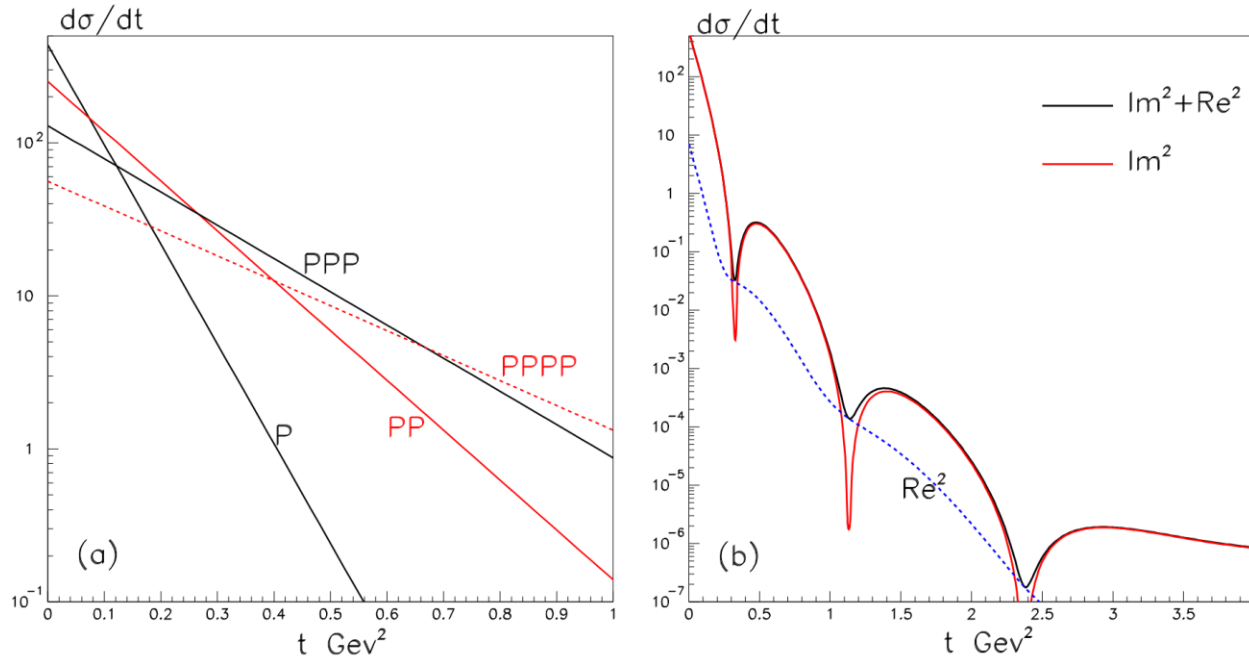 dσ/dt
10²
10
1
10⁻¹
P
PP
PPP
PPPP
(a)
0 0.1 0.2 0.3 0.4 0.5 0.6 0.7 0.8 0.9 1
t Gev²
dσ/dt
10²
10
1
10⁻¹
10⁻²
10⁻³
10⁻⁴
10⁻⁵
10⁻⁶
10⁻⁷
Im²+Re²
Im²
Re²
(b)
0 0.5 1 1.5 2 2.5 3 3.5
t Gev²